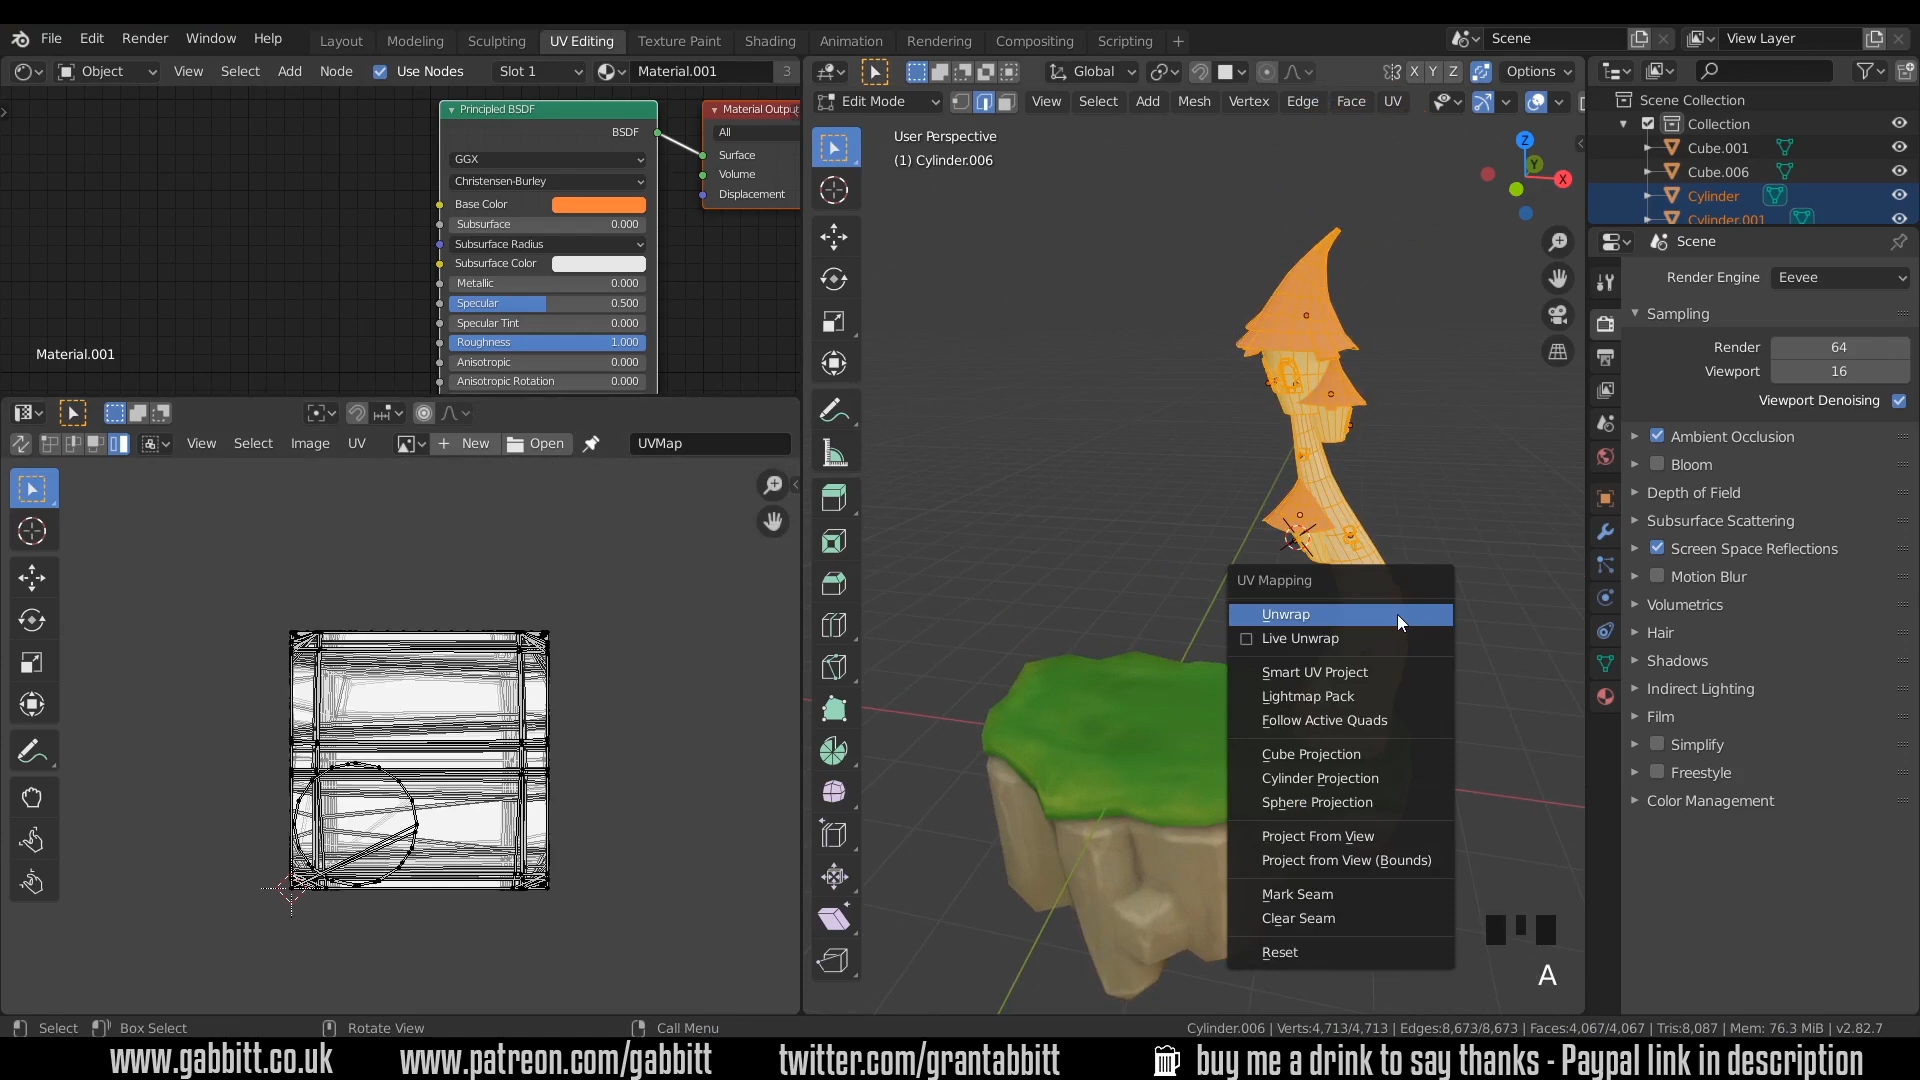 File Edit Render Window Help
Layout Modeling Sculpting UV Editing Texture Paint Shading Animation Rendering Compositing Scripting +
Scene
View Layer
Object View Select Add Node Use Nodes Slot 1 Material.001 3
Global X Y Z Options
Edit Mode View Select Add Mesh Vertex Edge Face UV
Principled BSDF
BSDF
GGX
Christensen-Burley
Base Color
Subsurface 0.000
Subsurface Radius
Subsurface Color
Metallic 0.000
Specular 0.500
Specular Tint 0.000
Roughness 1.000
Anisotropic 0.000
Anisotropic Rotation 0.000
Material Output
All
Surface
Volume
Displacement
Material.001
User Perspective
(1) Cylinder.006
Z
Y
X
Scene Collection
Collection
Cube.001
Cube.006
Cylinder
Cylinder.001
Scene
Render Engine Eevee
Sampling
Render 64
Viewport 16
Viewport Denoising
Ambient Occlusion
Bloom
Depth of Field
Subsurface Scattering
Screen Space Reflections
Motion Blur
Volumetrics
Hair
Shadows
Indirect Lighting
Film
Simplify
Freestyle
Color Management
View Select Image UV New Open UVMap
UV Mapping
Unwrap
Live Unwrap
Smart UV Project
Lightmap Pack
Follow Active Quads
Cube Projection
Cylinder Projection
Sphere Projection
Project From View
Project from View (Bounds)
Mark Seam
Clear Seam
Reset
A
Select Box Select Rotate View Call Menu
Cylinder.006 | Verts:4,713/4,713 | Edges:8,673/8,673 | Faces:4,067/4,067 | Tris:8,087 | Mem: 76.3 MiB | v2.82.7
www.gabbitt.co.uk www.patreon.com/gabbitt twitter.com/grantabbitt buy me a drink to say thanks - Paypal link in description